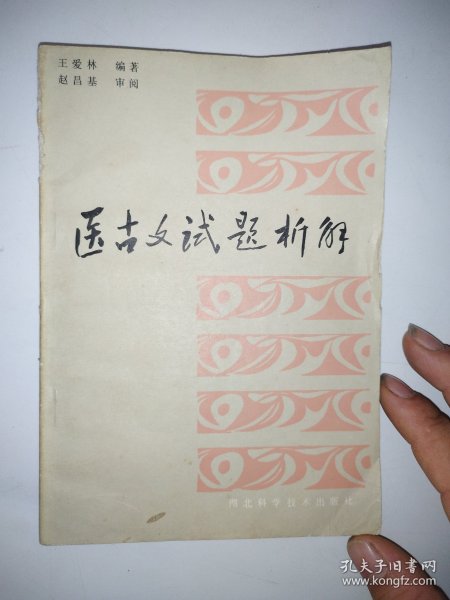 王爱林 编著
赵昌基 审阅
医古文试题析解
湖北科学技术出版社
孔夫子旧书网
www.kongfz.com